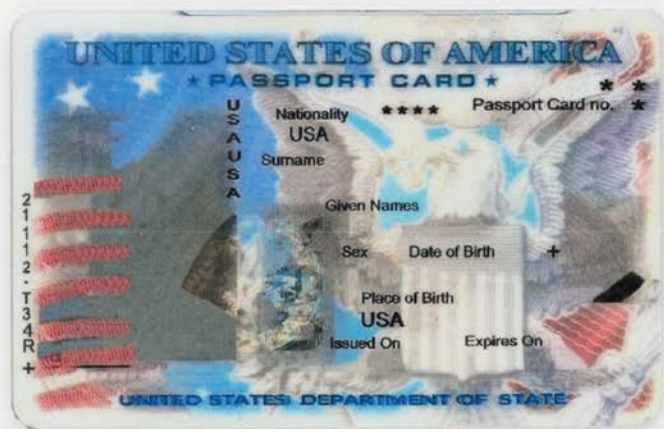 UNITED STATES OF AMERICA
★ PASSPORT CARD ★
USAUSA
Nationality **** Passport Card no. * * *
USA
Surname
Given Names
Sex Date of Birth +
Place of Birth
USA
Issued On Expires On
21112-T34R+
UNITED STATES DEPARTMENT OF STATE